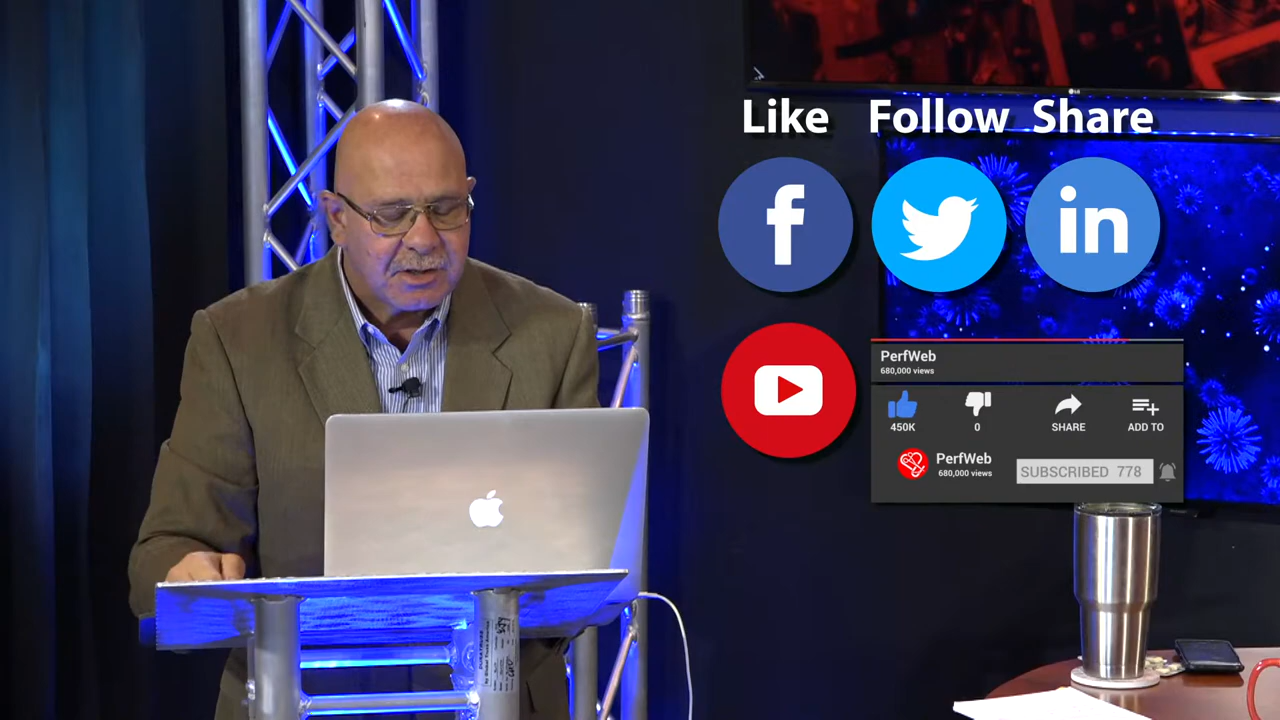 Like Follow Share
f
in
PerfWeb
680,000 views
450K 0 SHARE ADD TO
PerfWeb
680,000 views
SUBSCRIBED 778
LG